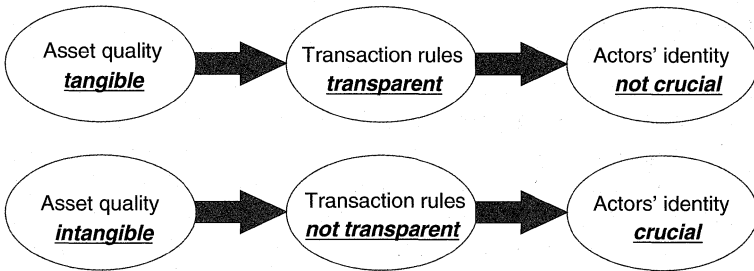 Asset quality
tangible
Transaction rules
transparent
Actors' identity
not crucial
Asset quality
intangible
Transaction rules
not transparent
Actors' identity
crucial